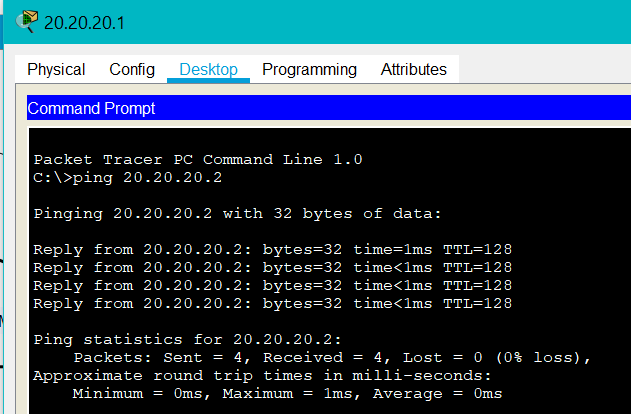 20.20.20.1
Physical Config Desktop Programming Attributes
Command Prompt
Packet Tracer PC Command Line 1.0
C:\>ping 20.20.20.2
Pinging 20.20.20.2 with 32 bytes of data:
Reply from 20.20.20.2: bytes=32 time=1ms TTL=128
Reply from 20.20.20.2: bytes=32 time<1ms TTL=128
Reply from 20.20.20.2: bytes=32 time<1ms TTL=128
Reply from 20.20.20.2: bytes=32 time<1ms TTL=128
Ping statistics for 20.20.20.2:
    Packets: Sent = 4, Received = 4, Lost = 0 (0% loss),
Approximate round trip times in milli-seconds:
    Minimum = 0ms, Maximum = 1ms, Average = 0ms